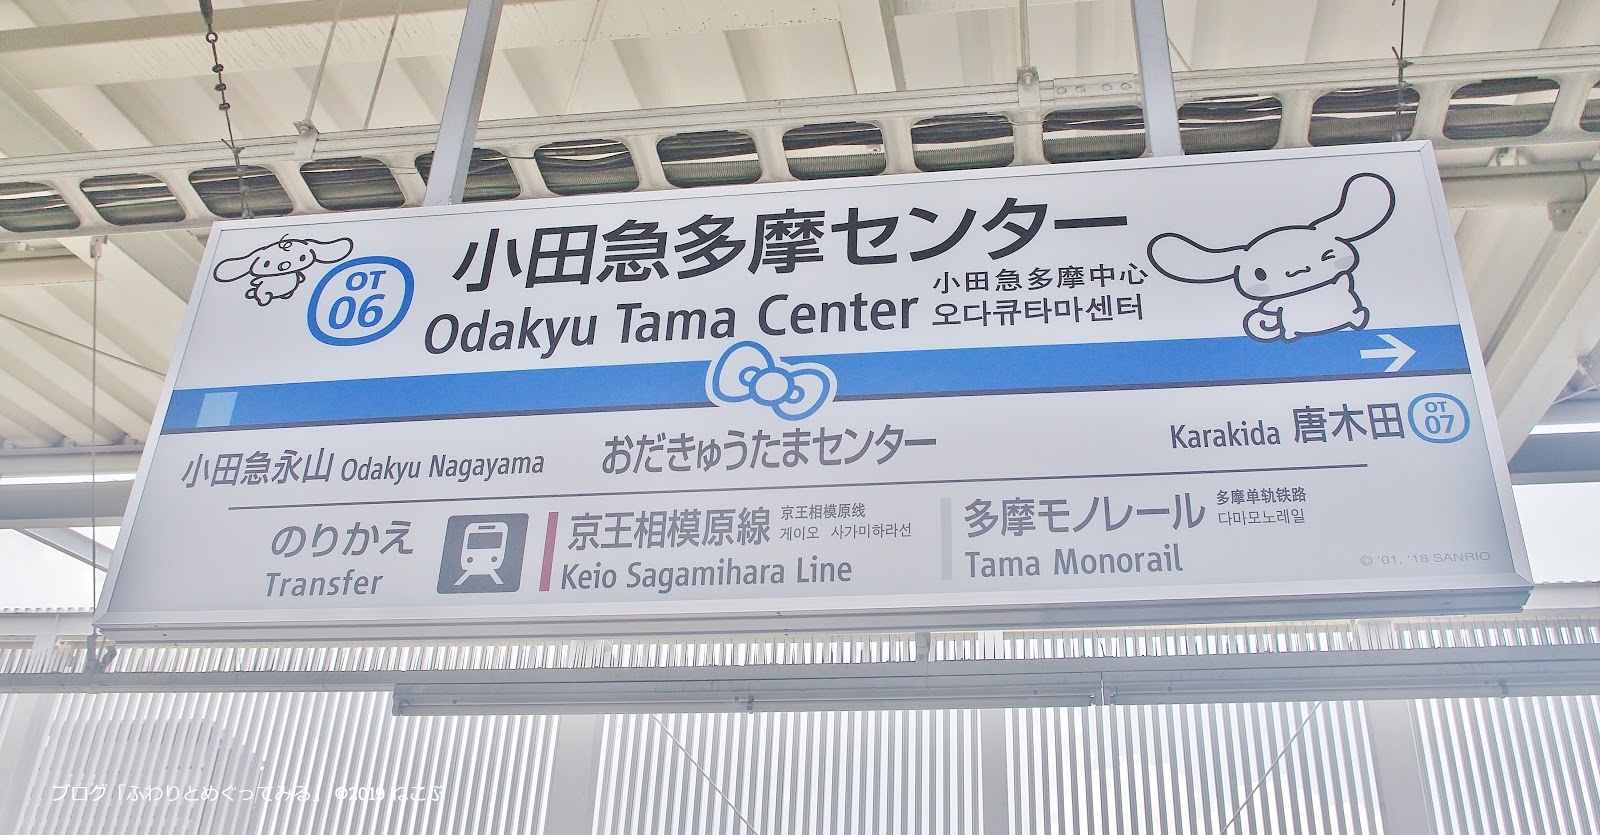 OT
06
小田急多摩センター
Odakyu Tama Center
小田急多摩中心
오다큐타마센터
小田急永山 Odakyu Nagayama
おだきゅうたまセンター
Karakida 唐木田
OT
07
のりかえ
Transfer
京王相模原線
京王相模原线
게이오 사가미하라선
Keio Sagamihara Line
多摩モノレール
多摩单轨铁路
다마모노레일
Tama Monorail
© '01, '18 SANRIO
ブログ「ふわりとめぐってみる」 ©2019 ねこぷ